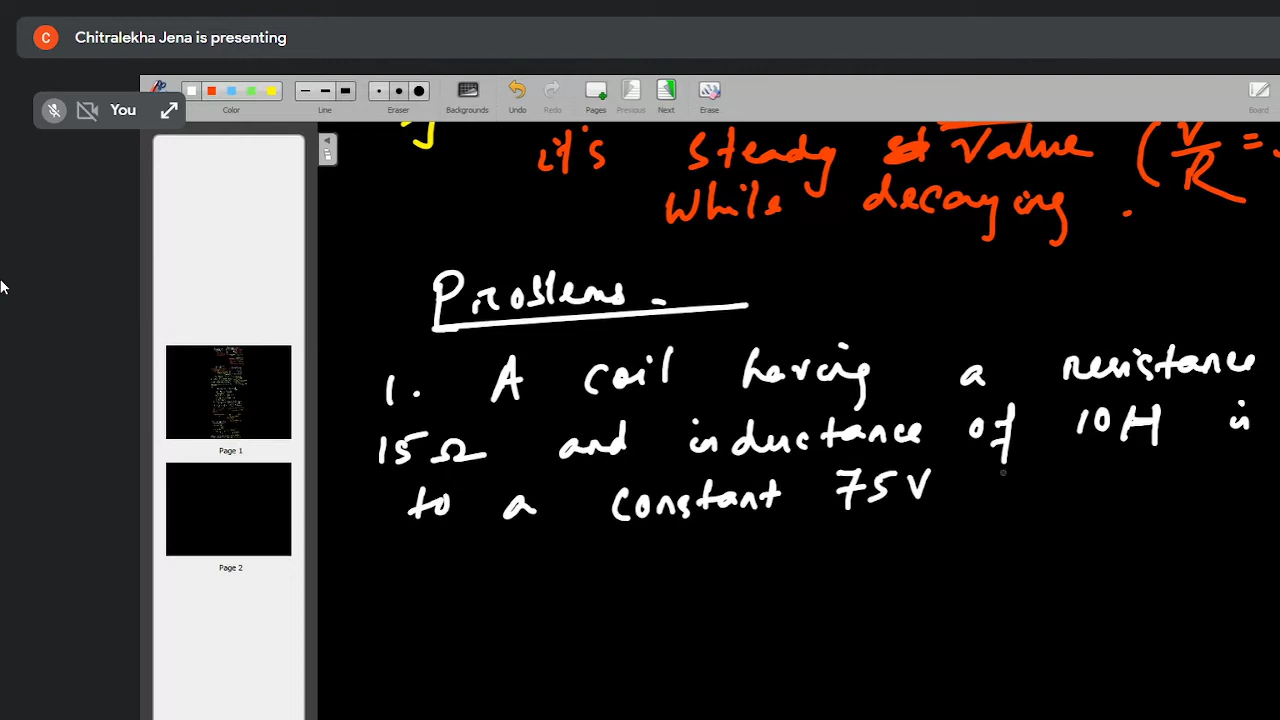 Chitralekha Jena is presenting
You
Color
Line
Eraser
Backgrounds
Undo
Redo
Pages
Previous
Next
Erase
Board
it's steady value (V/R =
while decaying.
Problems -
1. A coil having a resistance
15Ω and inductance of 10H is
to a constant 75V
Page 1
Page 2